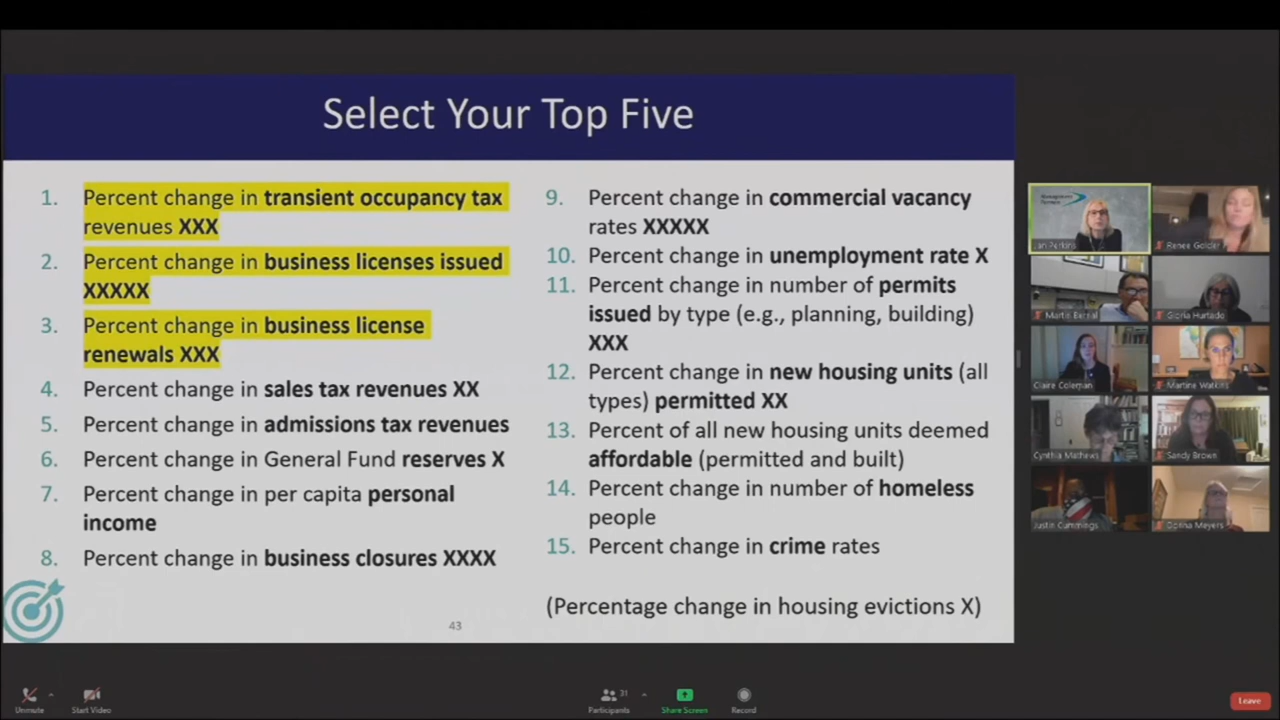 Select Your Top Five
1. Percent change in transient occupancy tax
revenues XXX
2. Percent change in business licenses issued
XXXXX
3. Percent change in business license
renewals XXX
4. Percent change in sales tax revenues XX
5. Percent change in admissions tax revenues
6. Percent change in General Fund reserves X
7. Percent change in per capita personal
income
8. Percent change in business closures XXXX
9. Percent change in commercial vacancy
rates XXXXX
10. Percent change in unemployment rate X
11. Percent change in number of permits
issued by type (e.g., planning, building)
XXX
12. Percent change in new housing units (all
types) permitted XX
13. Percent of all new housing units deemed
affordable (permitted and built)
14. Percent change in number of homeless
people
15. Percent change in crime rates
(Percentage change in housing evictions X)
43
Management
Partners
Jan Perkins
Renee Golder
Martin Bernal
Gloria Hurtado
Claire Coleman
Martine Watkins
Cynthia Mathews
Sandy Brown
Justin Cummings
Donna Meyers
Unmute
Start Video
Participants
31
Share Screen
Record
Leave